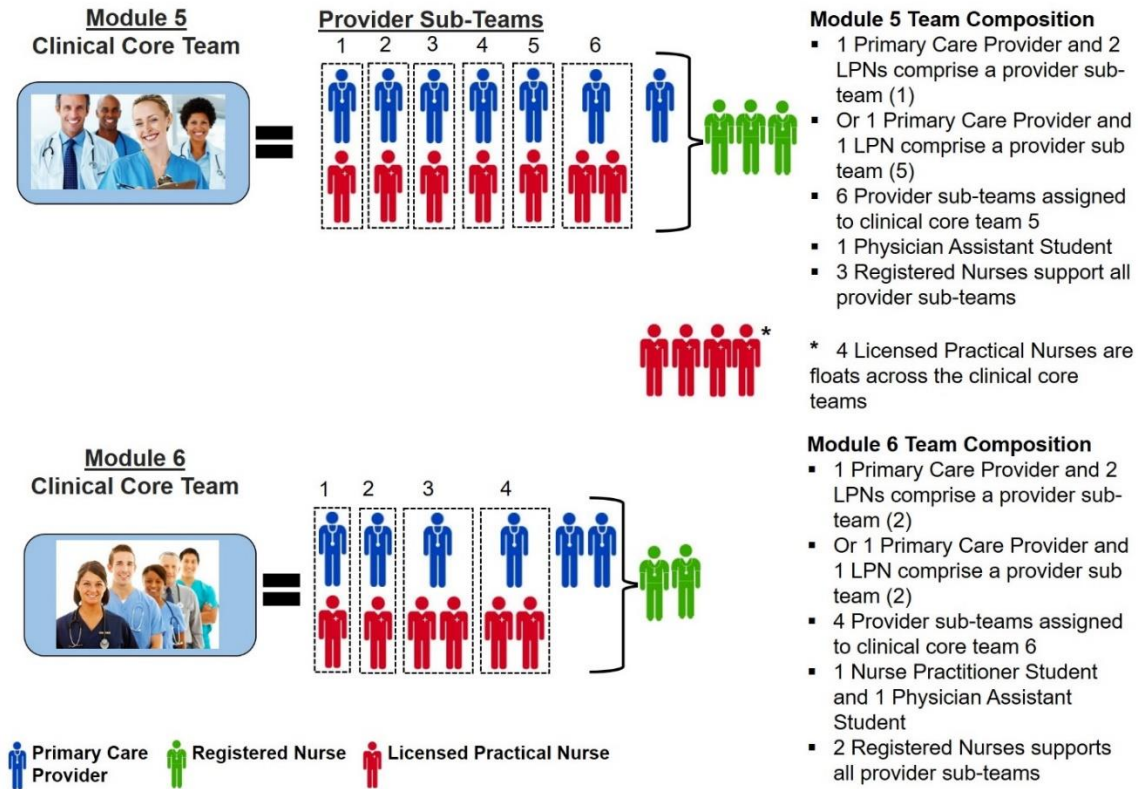 Module 5
Clinical Core Team
Provider Sub-Teams
1 2 3 4 5 6
Module 5 Team Composition
▪ 1 Primary Care Provider and 2
LPNs comprise a provider sub-
team (1)
▪ Or 1 Primary Care Provider and
1 LPN comprise a provider sub
team (5)
▪ 6 Provider sub-teams assigned
to clinical core team 5
▪ 1 Physician Assistant Student
▪ 3 Registered Nurses support all
provider sub-teams
*
* 4 Licensed Practical Nurses are
floats across the clinical core
teams
Module 6
Clinical Core Team
1 2 3 4
Module 6 Team Composition
▪ 1 Primary Care Provider and 2
LPNs comprise a provider sub-
team (2)
▪ Or 1 Primary Care Provider and
1 LPN comprise a provider sub
team (2)
▪ 4 Provider sub-teams assigned
to clinical core team 6
▪ 1 Nurse Practitioner Student
and 1 Physician Assistant
Student
▪ 2 Registered Nurses supports
all provider sub-teams
Primary Care
Provider
Registered Nurse
Licensed Practical Nurse